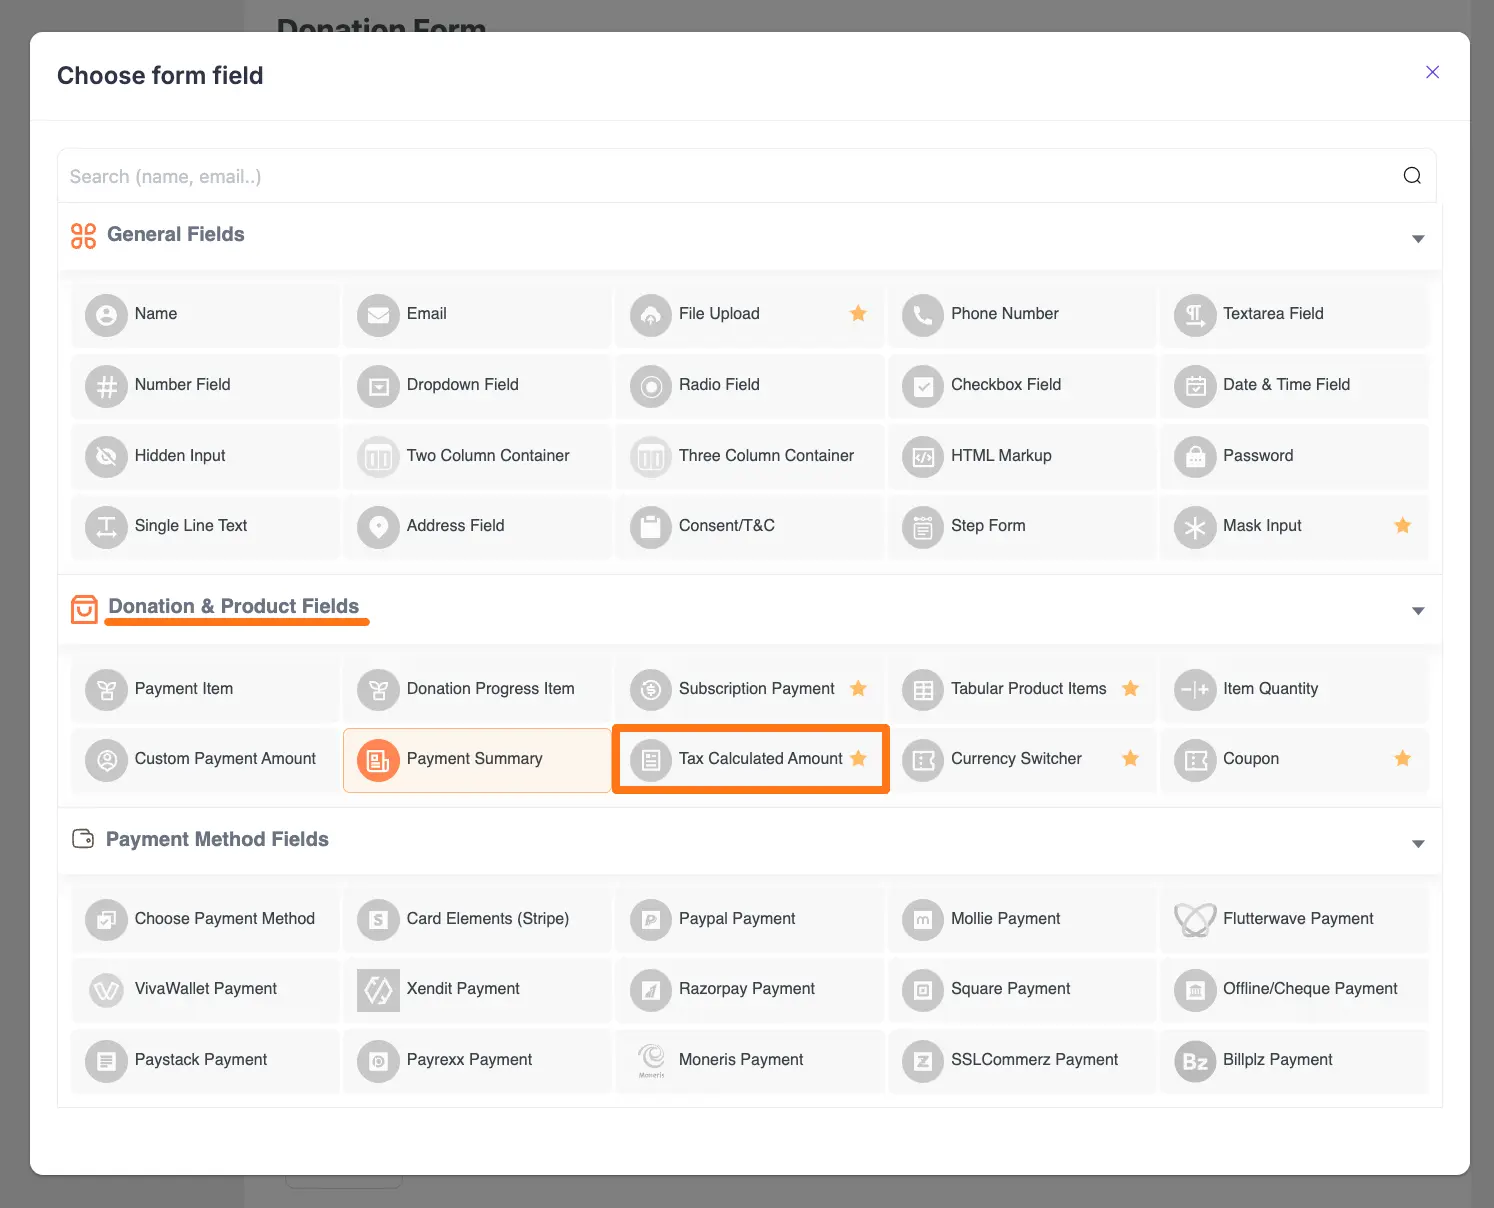 Donation Form
Choose form field
Search (name, email..)
General Fields
Name
Email
File Upload
Phone Number
Textarea Field
Number Field
Dropdown Field
Radio Field
Checkbox Field
Date & Time Field
Hidden Input
Two Column Container
Three Column Container
HTML Markup
Password
Single Line Text
Address Field
Consent/T&C
Step Form
Mask Input
Donation & Product Fields
Payment Item
Donation Progress Item
Subscription Payment
Tabular Product Items
Item Quantity
Custom Payment Amount
Payment Summary
Tax Calculated Amount
Currency Switcher
Coupon
Payment Method Fields
Choose Payment Method
Card Elements (Stripe)
Paypal Payment
Mollie Payment
Flutterwave Payment
VivaWallet Payment
Xendit Payment
Razorpay Payment
Square Payment
Offline/Cheque Payment
Paystack Payment
Payrexx Payment
Moneris
Moneris Payment
SSLCommerz Payment
Bz
Billplz Payment